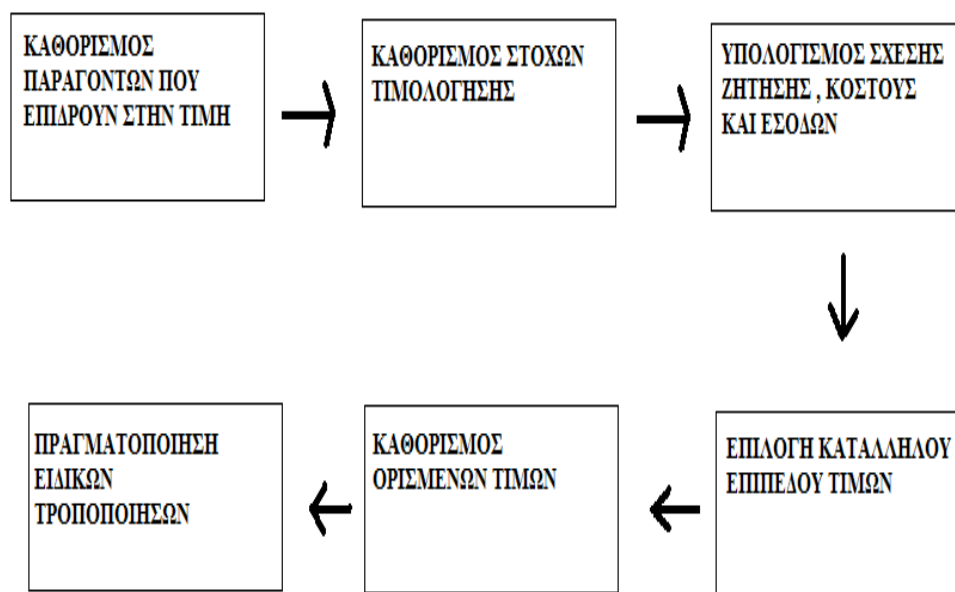 ΚΑΘΟΡΙΣΜΟΣ
ΠΑΡΑΓΟΝΤΩΝ ΠΟΥ
ΕΠΙΔΡΟΥΝ ΣΤΗΝ ΤΙΜΗ
ΚΑΘΟΡΙΣΜΟΣ ΣΤΟΧΩΝ
ΤΙΜΟΛΟΓΗΣΗΣ
ΥΠΟΛΟΓΙΣΜΟΣ ΣΧΕΣΗΣ
ΖΗΤΗΣΗΣ , ΚΟΣΤΟΥΣ
ΚΑΙ ΕΣΟΔΩΝ
ΕΠΙΛΟΓΗ ΚΑΤΑΛΛΗΛΟΥ
ΕΠΙΠΕΔΟΥ ΤΙΜΩΝ
ΚΑΘΟΡΙΣΜΟΣ
ΟΡΙΣΜΕΝΩΝ ΤΙΜΩΝ
ΠΡΑΓΜΑΤΟΠΟΙΗΣΗ
ΕΙΔΙΚΩΝ
ΤΡΟΠΟΠΟΙΗΣΩΝ